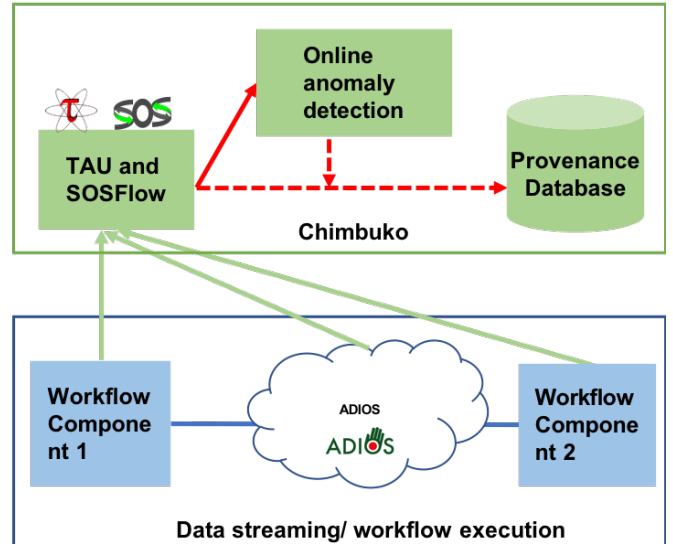 Online
anomaly
detection
τ
SOS
TAU and
SOSFlow
Provenance
Database
Chimbuko
Workflow
Compone
nt 1
ADIOS
ADIOS
Workflow
Compone
nt 2
Data streaming/ workflow execution